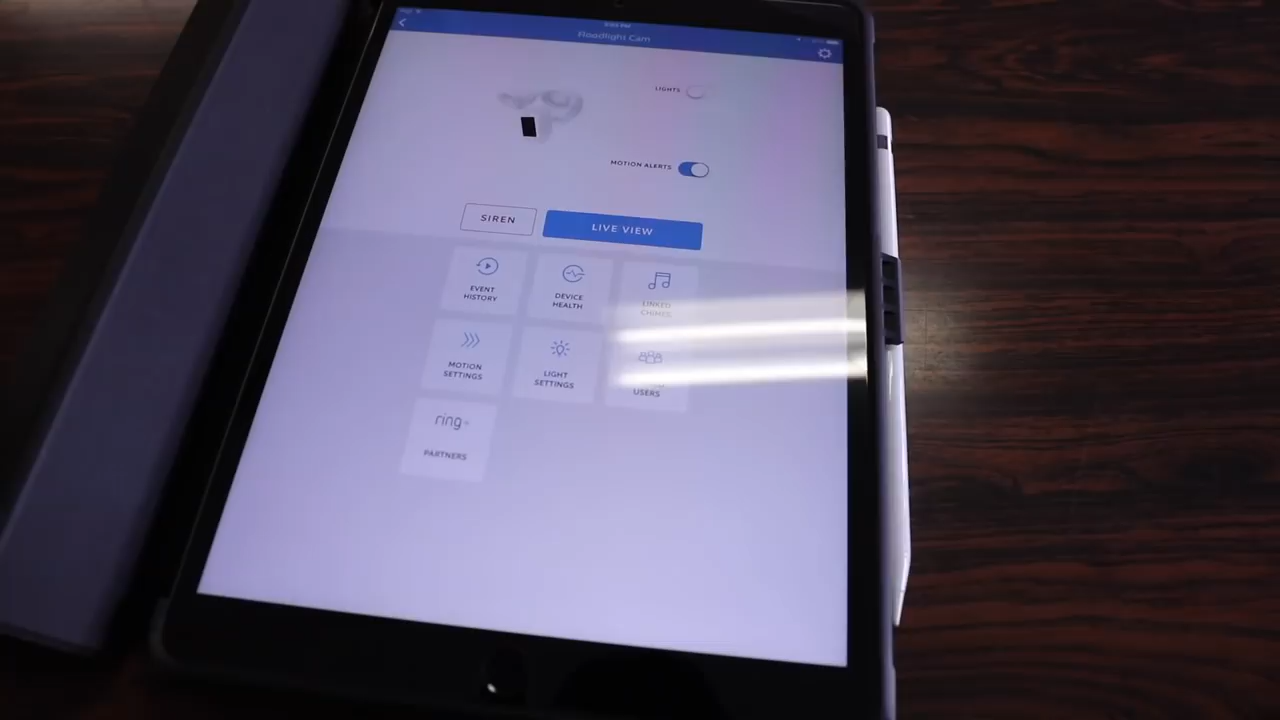 Floodlight Cam
LIGHTS
MOTION ALERTS
SIREN
LIVE VIEW
EVENT
HISTORY
DEVICE
HEALTH
LINKED
CHIMES
MOTION
SETTINGS
LIGHT
SETTINGS
USERS
ring+
PARTNERS